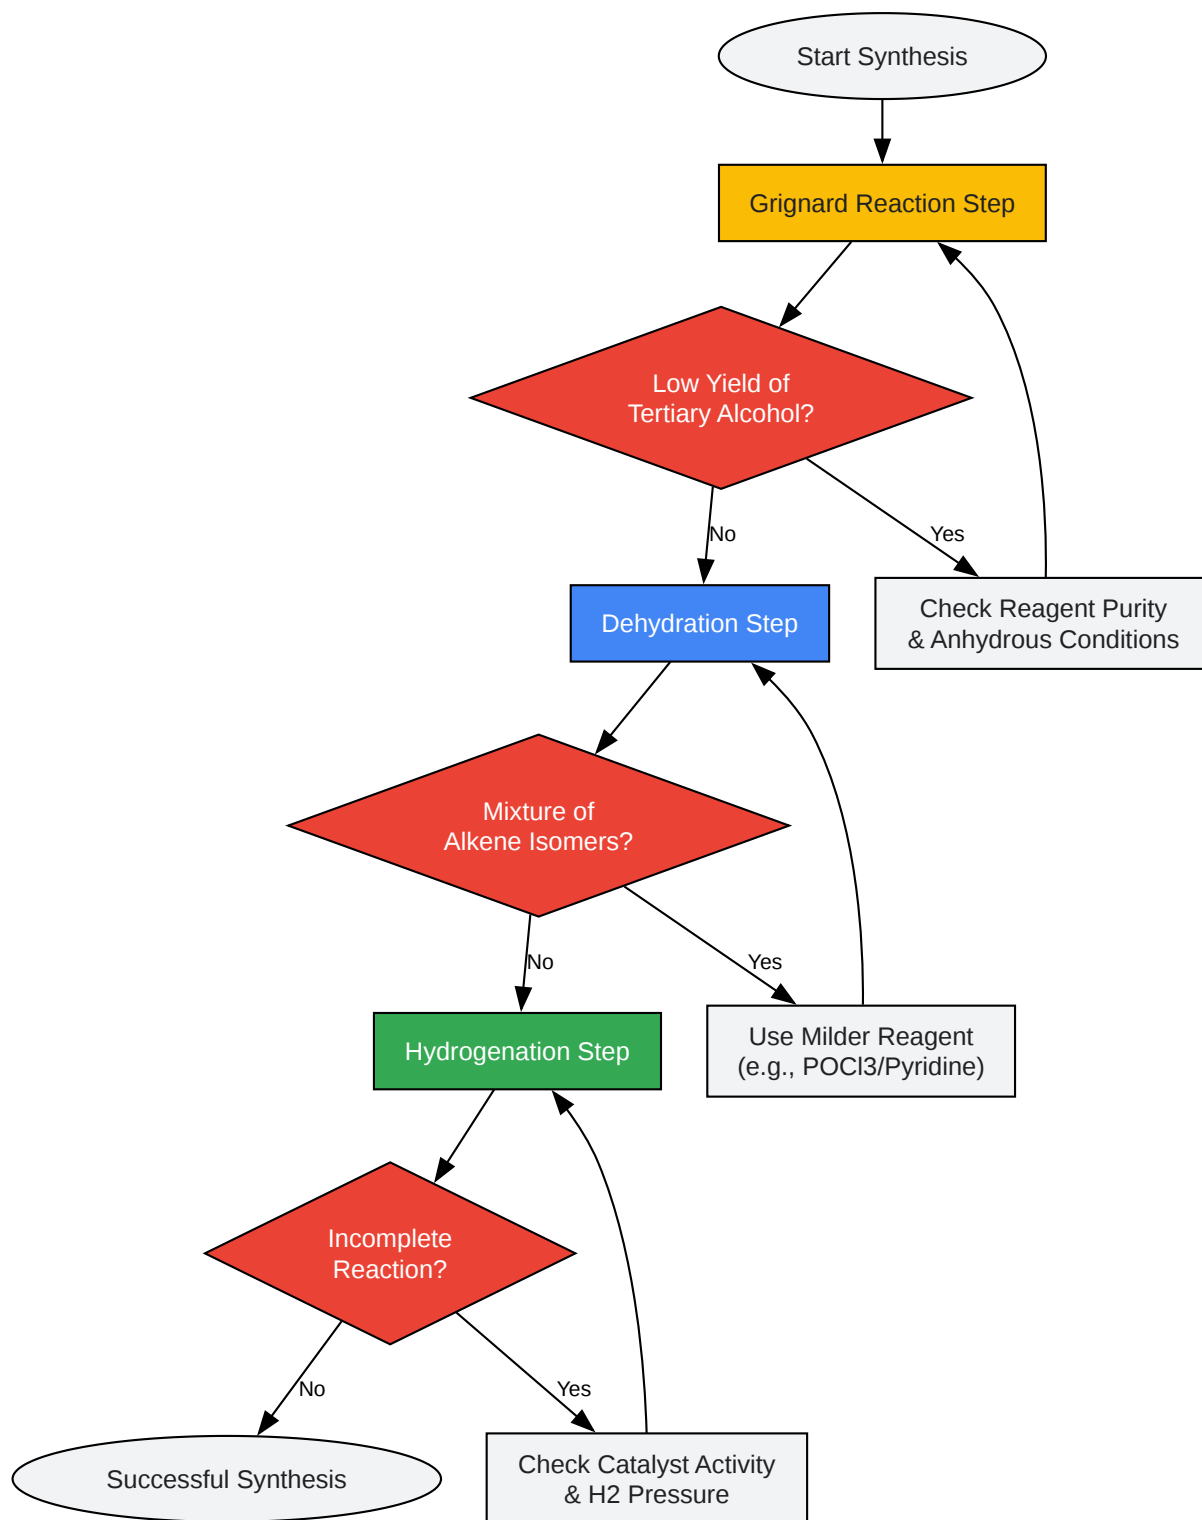 Start Synthesis
Grignard Reaction Step
Low Yield of
Tertiary Alcohol?
No
Yes
Dehydration Step
Check Reagent Purity
& Anhydrous Conditions
Mixture of
Alkene Isomers?
No
Yes
Hydrogenation Step
Use Milder Reagent
(e.g., POCl3/Pyridine)
Incomplete
Reaction?
No
Yes
Successful Synthesis
Check Catalyst Activity
& H2 Pressure